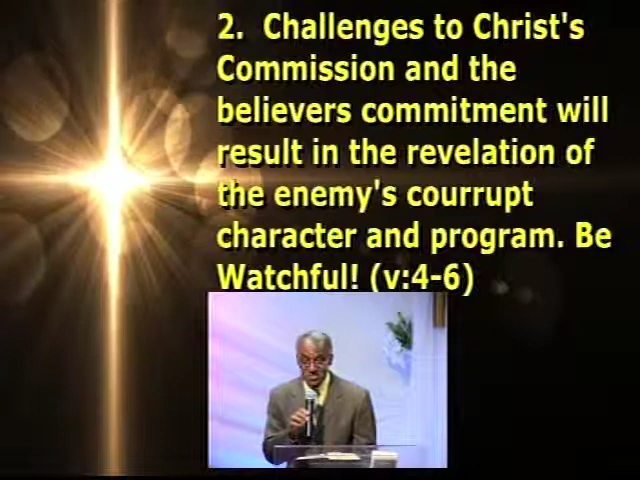 2.  Challenges to Christ's
Commission and the
believers commitment will
result in the revelation of
the enemy's courrupt
character and program. Be
Watchful! (v:4-6)